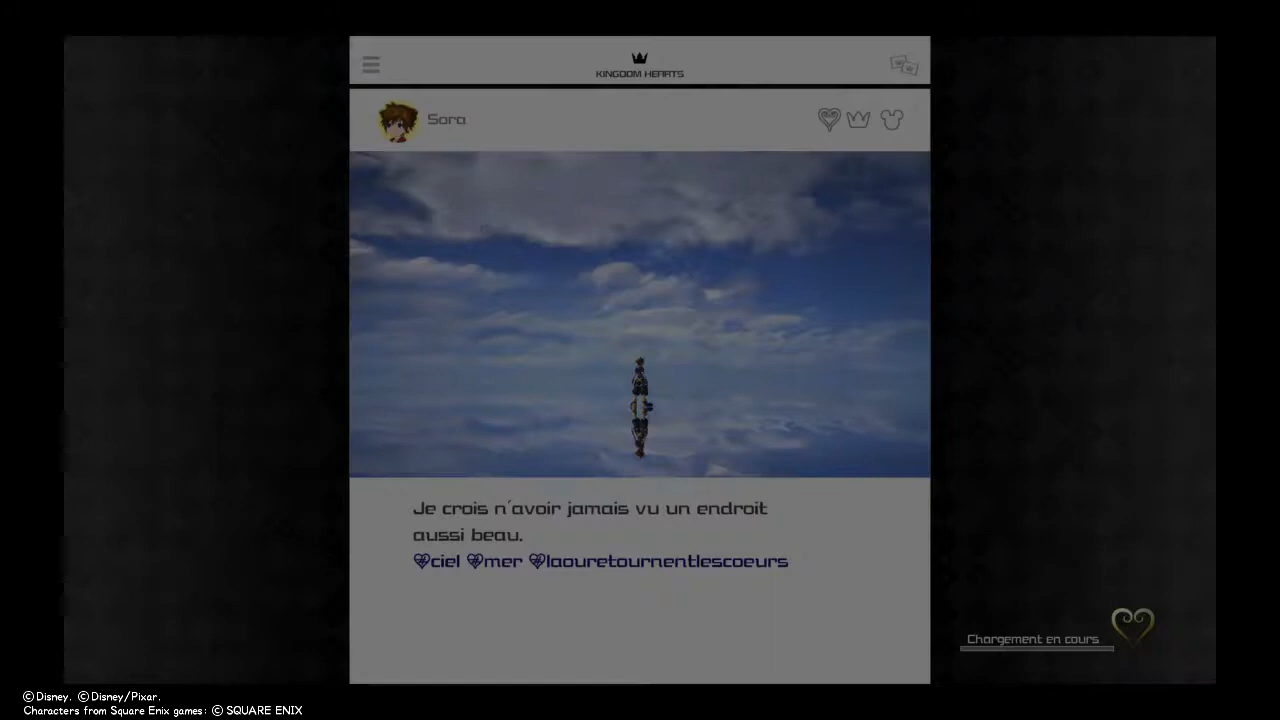 KINGDOM HEARTS
Sora
Je crois n'avoir jamais vu un endroit
aussi beau.
ciel mer laouretournentlescoeurs
Chargement en cours
©Disney. ©Disney/Pixar.
Characters from Square Enix games: © SQUARE ENIX